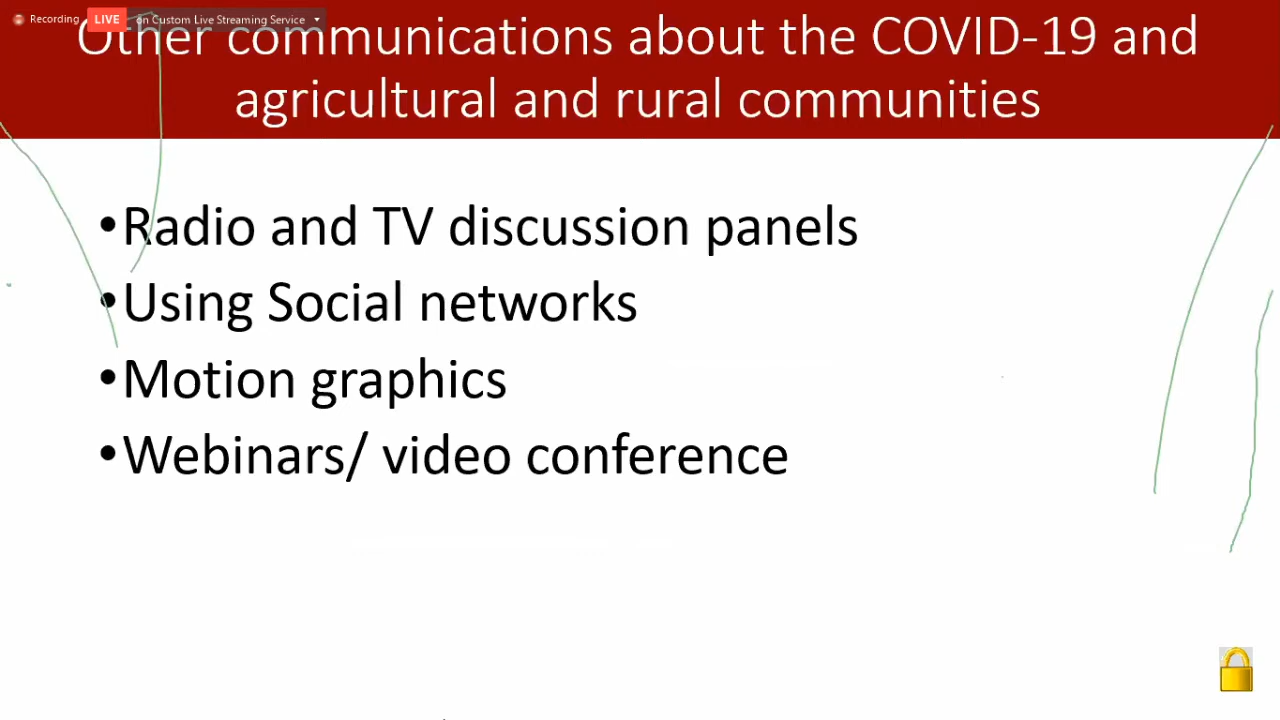 Recording LIVE on Custom Live Streaming Service
Other communications about the COVID-19 and
agricultural and rural communities
•Radio and TV discussion panels
•Using Social networks
•Motion graphics
•Webinars/ video conference